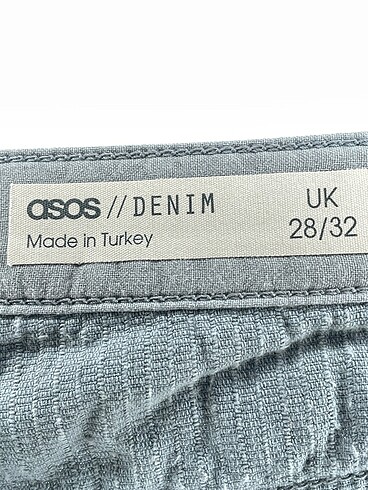 asos // DENIM
Made in Turkey
UK
28/32